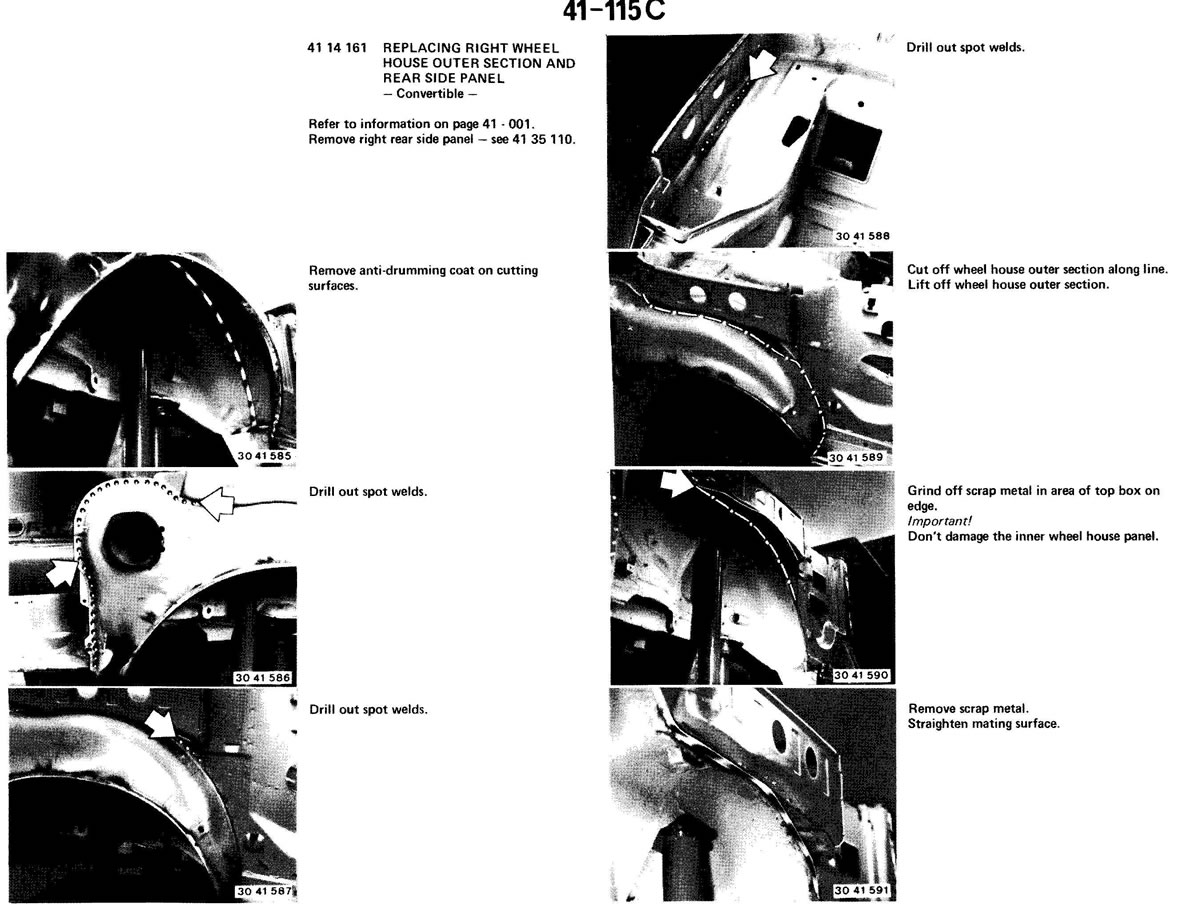 41-115C
41 14 161 REPLACING RIGHT WHEEL
HOUSE OUTER SECTION AND
REAR SIDE PANEL
– Convertible –
Refer to information on page 41 - 001.
Remove right rear side panel – see 41 35 110.
Remove anti-drumming coat on cutting
surfaces.
30 41 585
Drill out spot welds.
30 41 586
Drill out spot welds.
30 41 587
Drill out spot welds.
30 41 588
Cut off wheel house outer section along line.
Lift off wheel house outer section.
30 41 589
Grind off scrap metal in area of top box on
edge.
Important!
Don't damage the inner wheel house panel.
30 41 590
Remove scrap metal.
Straighten mating surface.
30 41 591